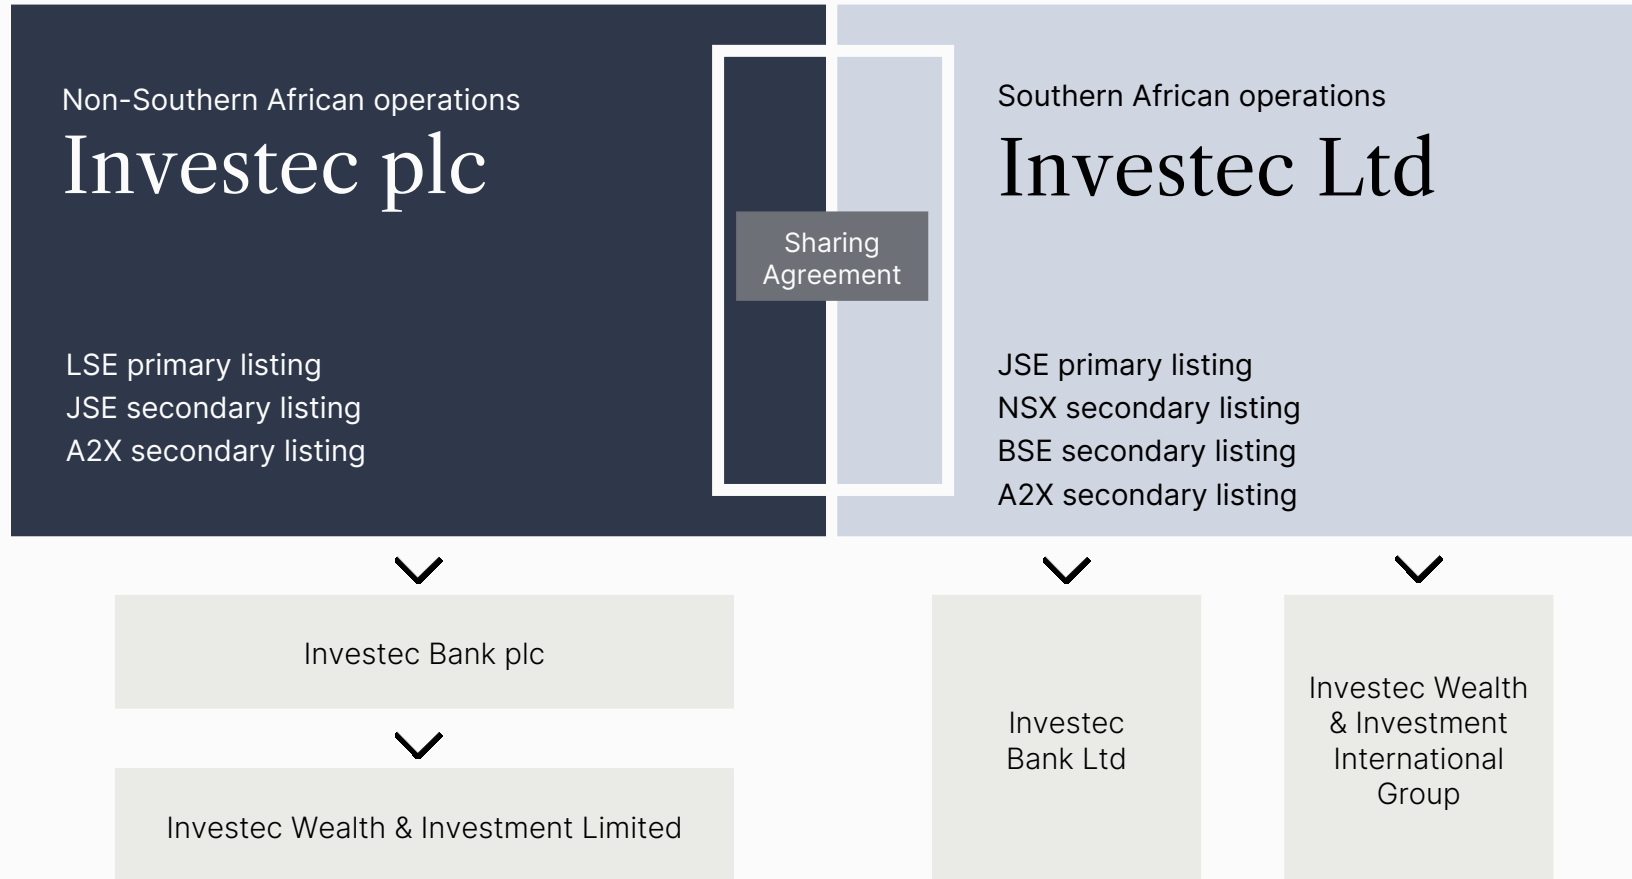 Non-Southern African operations
Investec plc
LSE primary listing
JSE secondary listing
A2X secondary listing
Sharing
Agreement
Southern African operations
Investec Ltd
JSE primary listing
NSX secondary listing
BSE secondary listing
A2X secondary listing
Investec Bank plc
Investec Wealth & Investment Limited
Investec
Bank Ltd
Investec Wealth
& Investment
International
Group